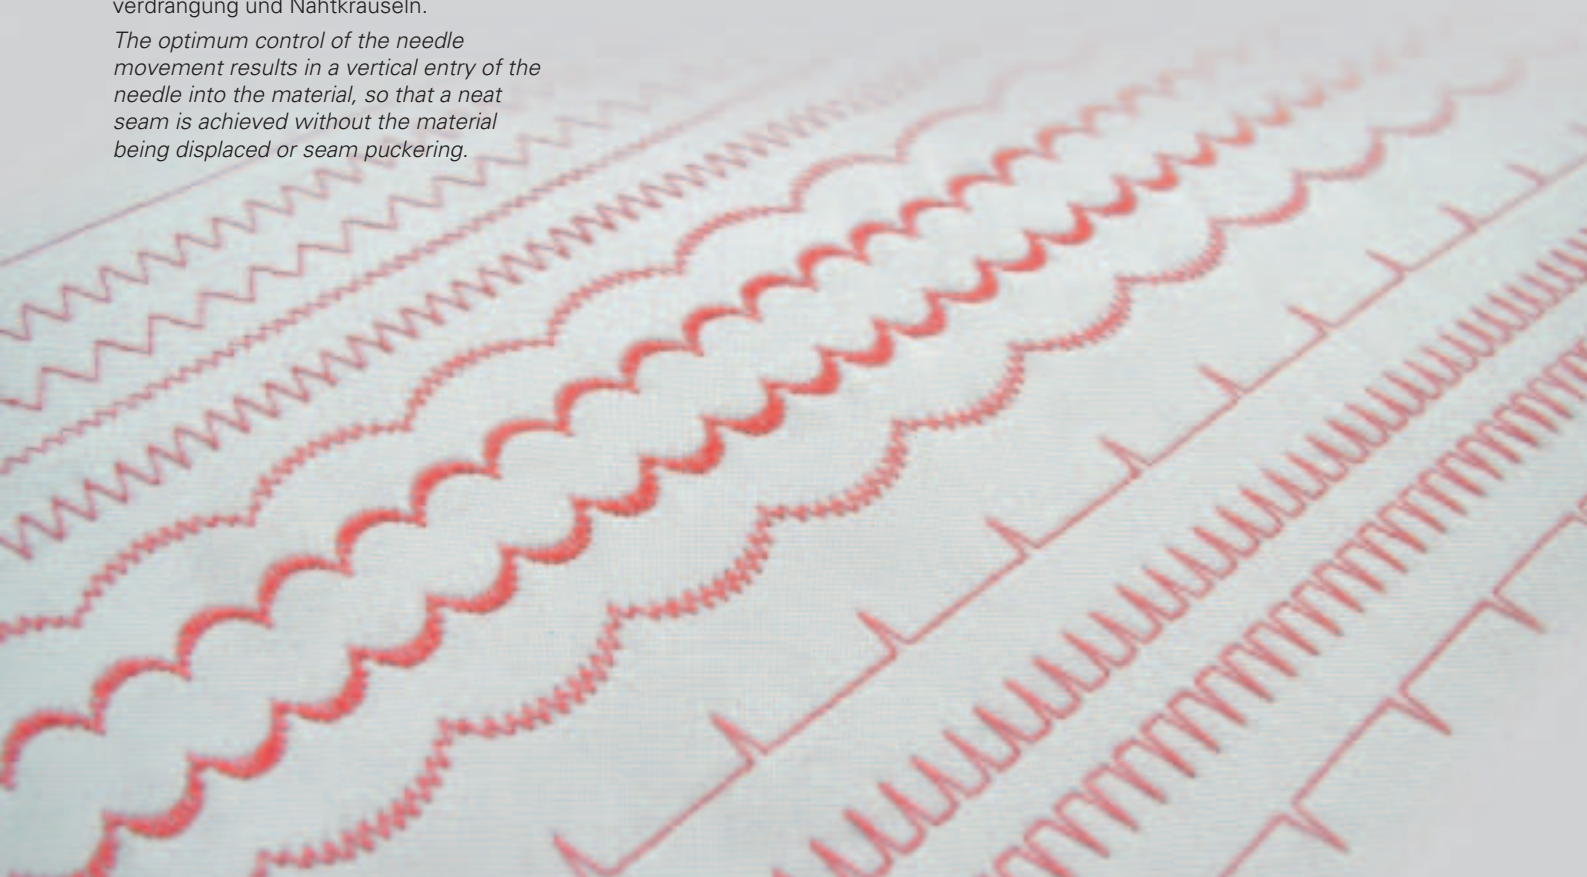 verdrängung und Nahtkräuseln.
The optimum control of the needle
movement results in a vertical entry of the
needle into the material, so that a neat
seam is achieved without the material
being displaced or seam puckering.